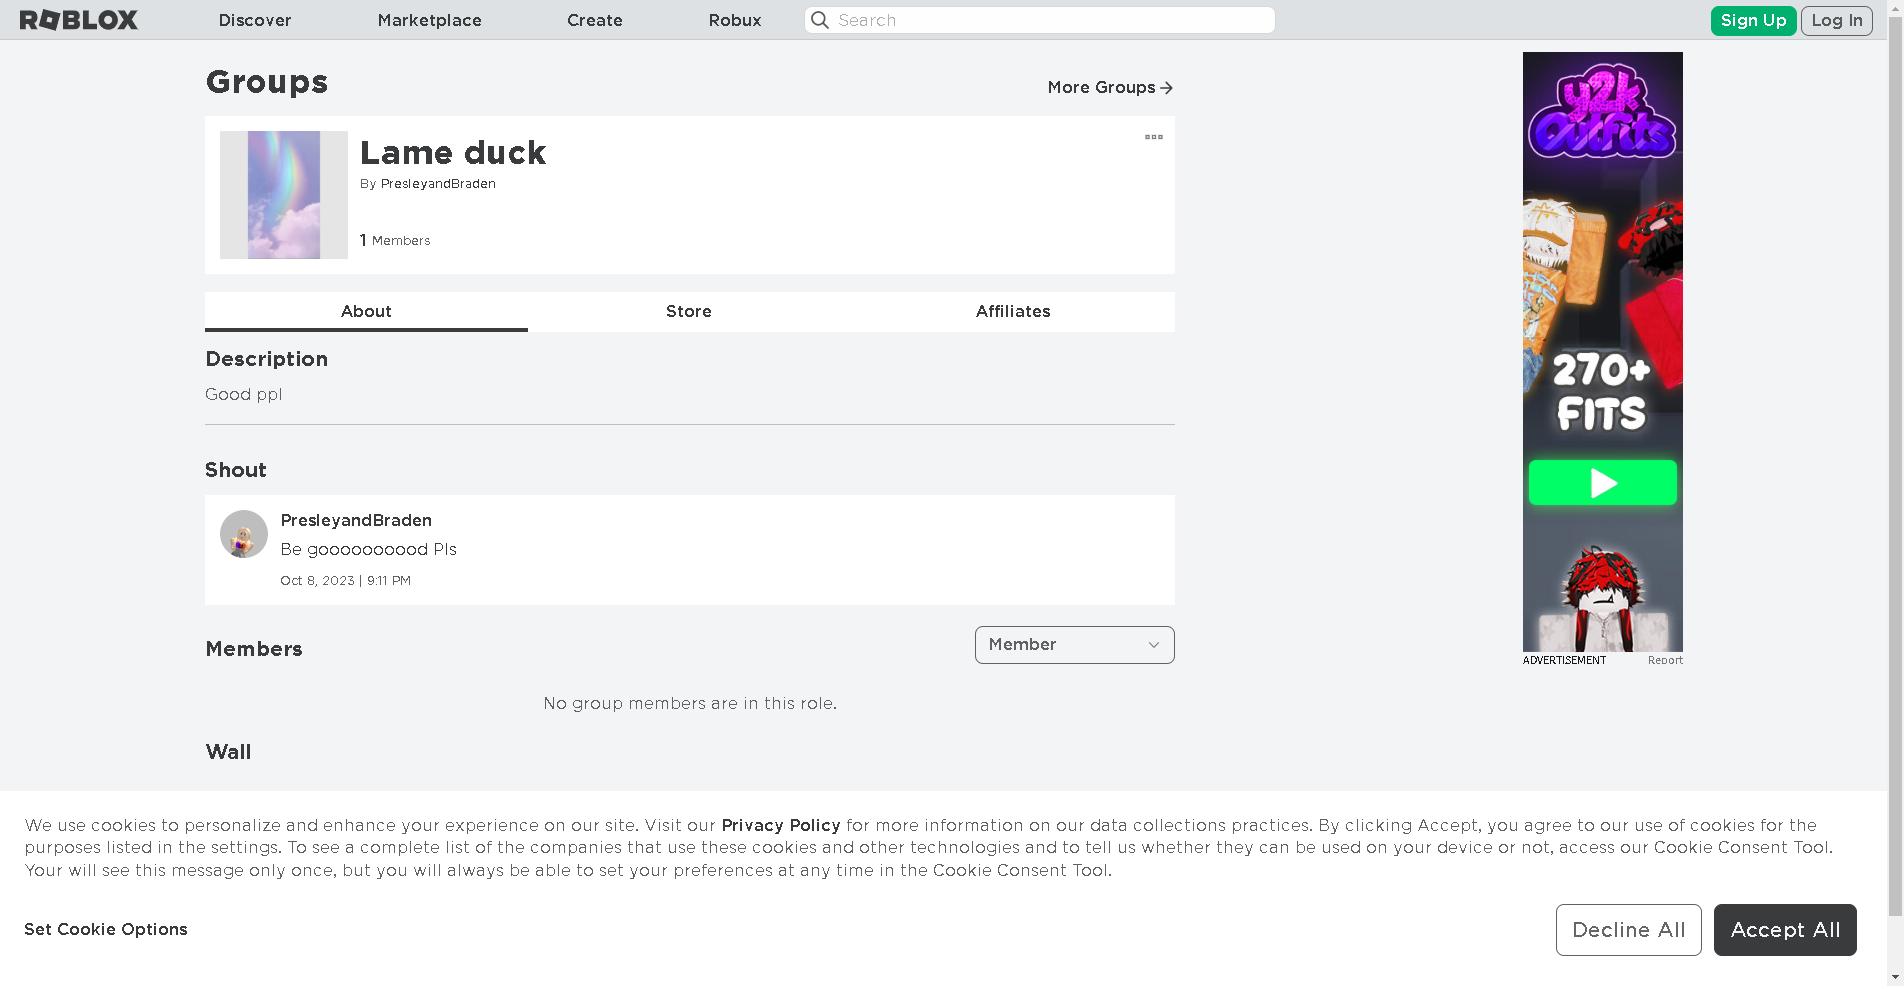 ROBLOX Discover Marketplace Create Robux Search Sign Up Log In
Groups
More Groups
Lame duck
By PresleyandBraden
1 Members
About Store Affiliates
Description
Good ppl
Shout
PresleyandBraden
Be goooooooood Pls
Oct 8, 2023 | 9:11 PM
Members
Member
No group members are in this role.
Wall
y2k
Outfits
270+
FITS
ADVERTISEMENT Report
We use cookies to personalize and enhance your experience on our site. Visit our Privacy Policy for more information on our data collections practices. By clicking Accept, you agree to our use of cookies for the
purposes listed in the settings. To see a complete list of the companies that use these cookies and other technologies and to tell us whether they can be used on your device or not, access our Cookie Consent Tool.
Your will see this message only once, but you will always be able to set your preferences at any time in the Cookie Consent Tool.
Set Cookie Options
Decline All
Accept All